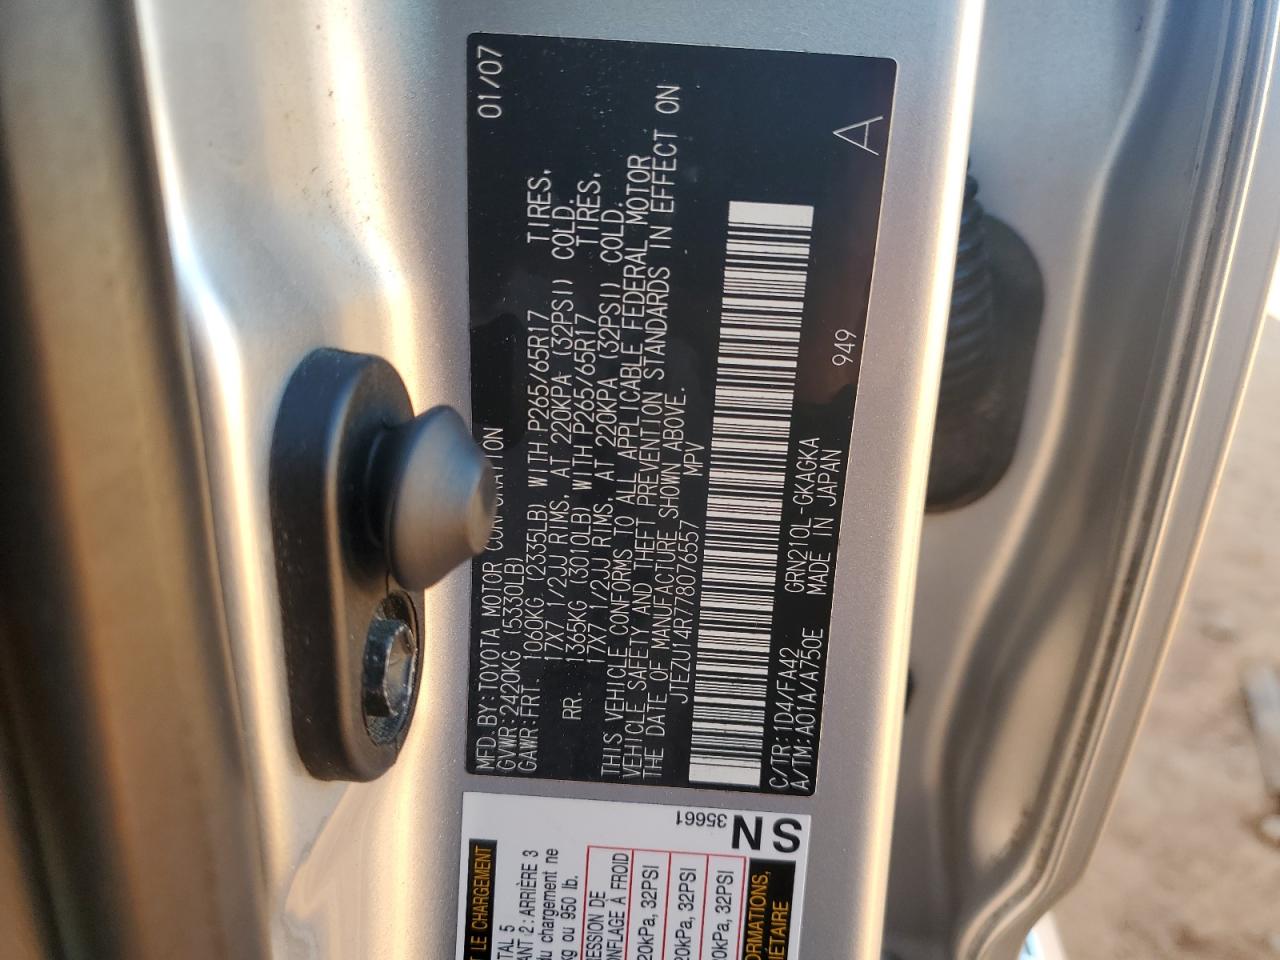 MFD. BY: TOYOTA MOTOR CORPORATION 01/07
GVWR: 2420KG (5330LB)
GAWR: FRT. 1060KG (2335LB) WITH P265/65R17 TIRES,
17X7 1/2JJ RIMS, AT 220KPA (32PSI) COLD.
RR. 1365KG (3010LB) WITH P265/65R17 TIRES,
17X7 1/2JJ RIMS, AT 220KPA (32PSI) COLD.
THIS VEHICLE CONFORMS TO ALL APPLICABLE FEDERAL MOTOR
VEHICLE SAFETY AND THEFT PREVENTION STANDARDS IN EFFECT ON
THE DATE OF MANUFACTURE SHOWN ABOVE.
JTEZU14R778076557 MPV
C/TR: 1D4/FA42 GRN210L-GKAGKA
A/TM: A01A/A750E MADE IN JAPAN 949 A
LE CHARGEMENT
TAL 5
ANT :2 : ARRIÈRE 3
du chargement ne
kg ou 950 lb.
ESSION DE
NFLAGE À FROID
20kPa, 32PSI
20kPa, 32PSI
20kPa, 32PSI
ORMATIONS,
IÉTAIRE
35661
SN